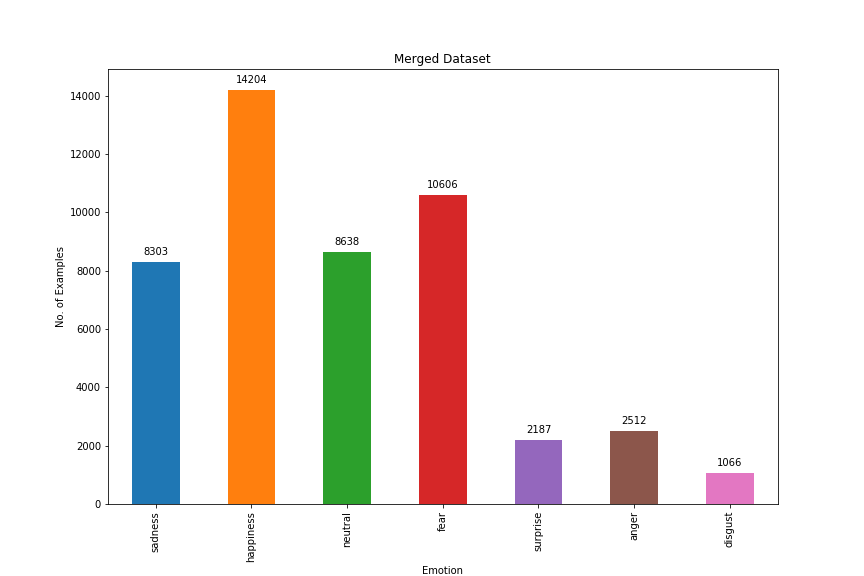 Merged Dataset
14204
14000
12000
10606
10000
8638
8303
8000
No. of Examples
6000
4000
2512
2187
2000
1066
0
sadness
happiness
neutral
fear
surprise
anger
disgust
Emotion